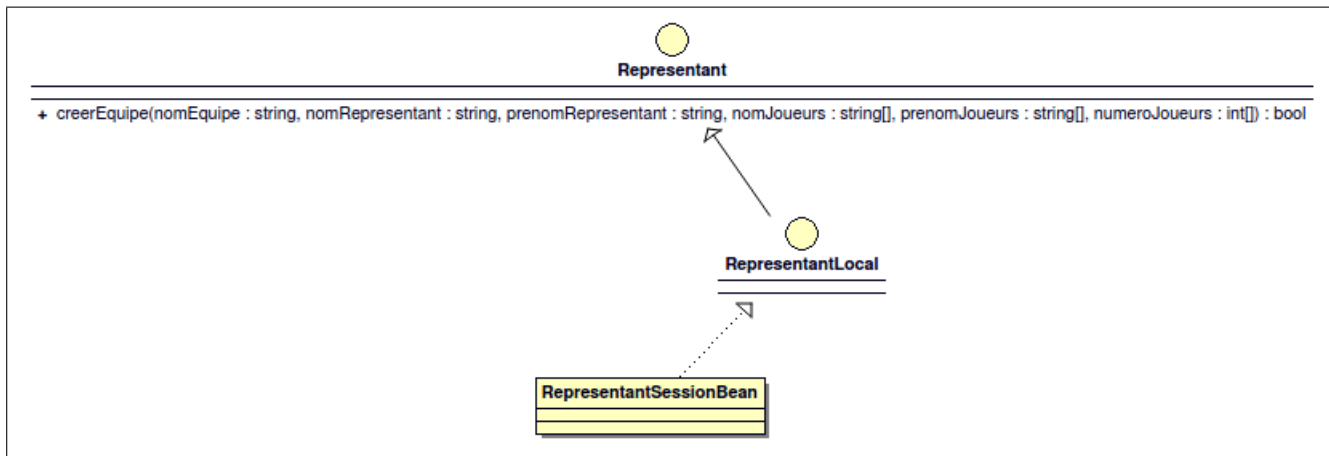 Representant
+ creerEquipe(nomEquipe : string, nomRepresentant : string, prenomRepresentant : string, nomJoueurs : string[], prenomJoueurs : string[], numeroJoueurs : int[]) : bool
RepresentantLocal
RepresentantSessionBean